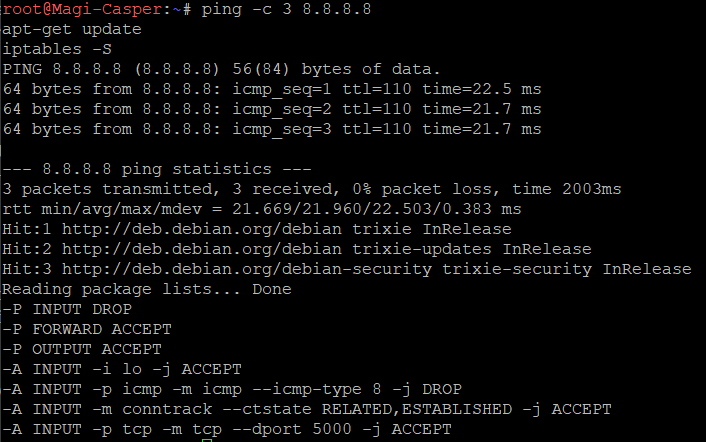 root@Magi-Casper:~# ping -c 3 8.8.8.8
apt-get update
iptables -S
PING 8.8.8.8 (8.8.8.8) 56(84) bytes of data.
64 bytes from 8.8.8.8: icmp_seq=1 ttl=110 time=22.5 ms
64 bytes from 8.8.8.8: icmp_seq=2 ttl=110 time=21.7 ms
64 bytes from 8.8.8.8: icmp_seq=3 ttl=110 time=21.7 ms
--- 8.8.8.8 ping statistics ---
3 packets transmitted, 3 received, 0% packet loss, time 2003ms
rtt min/avg/max/mdev = 21.669/21.960/22.503/0.383 ms
Hit:1 http://deb.debian.org/debian trixie InRelease
Hit:2 http://deb.debian.org/debian trixie-updates InRelease
Hit:3 http://deb.debian.org/debian-security trixie-security InRelease
Reading package lists... Done
-P INPUT DROP
-P FORWARD ACCEPT
-P OUTPUT ACCEPT
-A INPUT -i lo -j ACCEPT
-A INPUT -p icmp -m icmp --icmp-type 8 -j DROP
-A INPUT -m conntrack --ctstate RELATED,ESTABLISHED -j ACCEPT
-A INPUT -p tcp -m tcp --dport 5000 -j ACCEPT